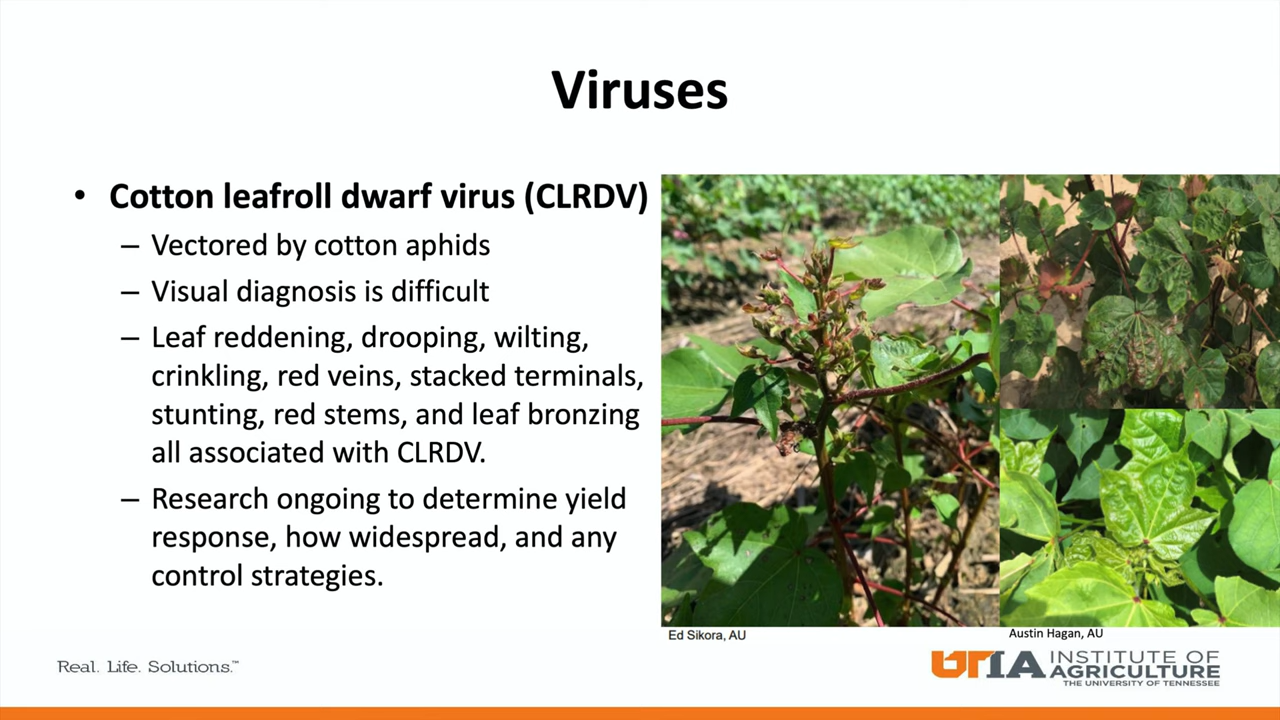 Viruses
• Cotton leafroll dwarf virus (CLRDV)
– Vectored by cotton aphids
– Visual diagnosis is difficult
– Leaf reddening, drooping, wilting,
crinkling, red veins, stacked terminals,
stunting, red stems, and leaf bronzing
all associated with CLRDV.
– Research ongoing to determine yield
response, how widespread, and any
control strategies.
Ed Sikora, AU
Austin Hagan, AU
Real. Life. Solutions.™
UTIA INSTITUTE OF
AGRICULTURE
THE UNIVERSITY OF TENNESSEE